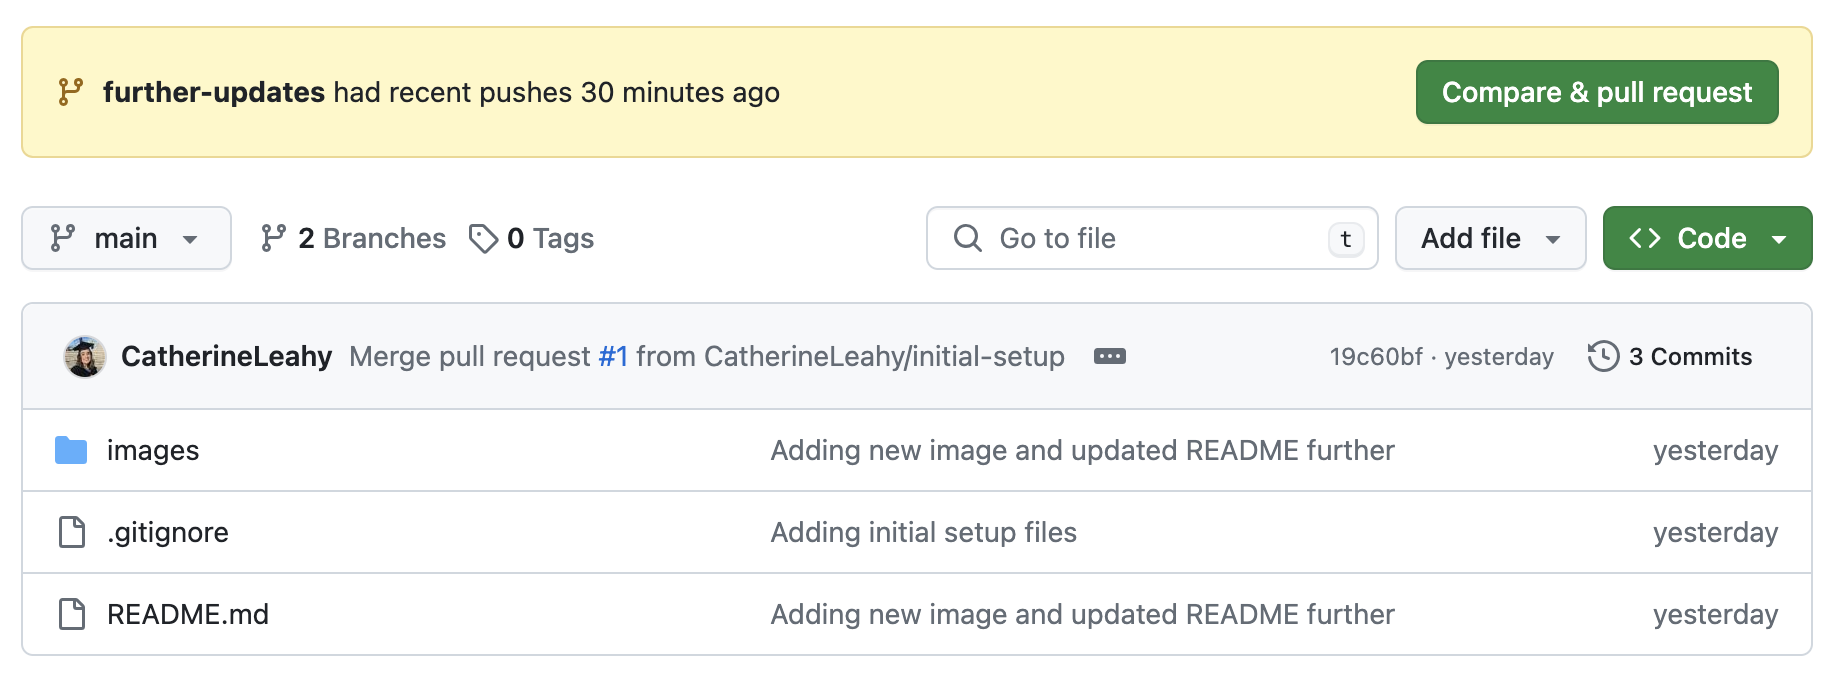 further-updates had recent pushes 30 minutes ago
Compare & pull request
main
2 Branches
0 Tags
Go to file
t
Add file
Code
CatherineLeahy Merge pull request #1 from CatherineLeahy/initial-setup
19c60bf · yesterday
3 Commits
images
Adding new image and updated README further
yesterday
.gitignore
Adding initial setup files
yesterday
README.md
Adding new image and updated README further
yesterday